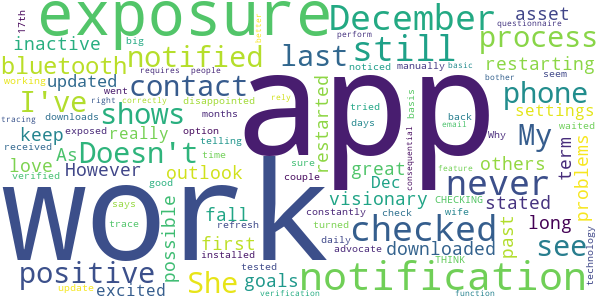 exposure
December
asset
inactive
notified
last
still
process
bluetooth
contact
app
restarting
updated
restarted
phone
I've
shows
settings
keep
really
Doesn't
My
others
As
However
love
outlook
great
never
term
problems
work
visionary
stated
possible
fall
checked
past
long
She
first
downloaded
see
positive
goals
excited
notification
'17th
big
better
perform
questionnaire
noticed
manually
basic
requires
people
working
went
right
correctly
disappointed
rely
bother
seem
tracing
downloads
exposed
option
tried
back
Why
waited
months
days
basis
email
received
telling
consequential
feature
verified
time
sure
Dec
good
couple
CHECKING
says
refresh
constantly
check
wife
trace
turned
daily
advocate
THINK
technology
update
installed
tested
verification
function